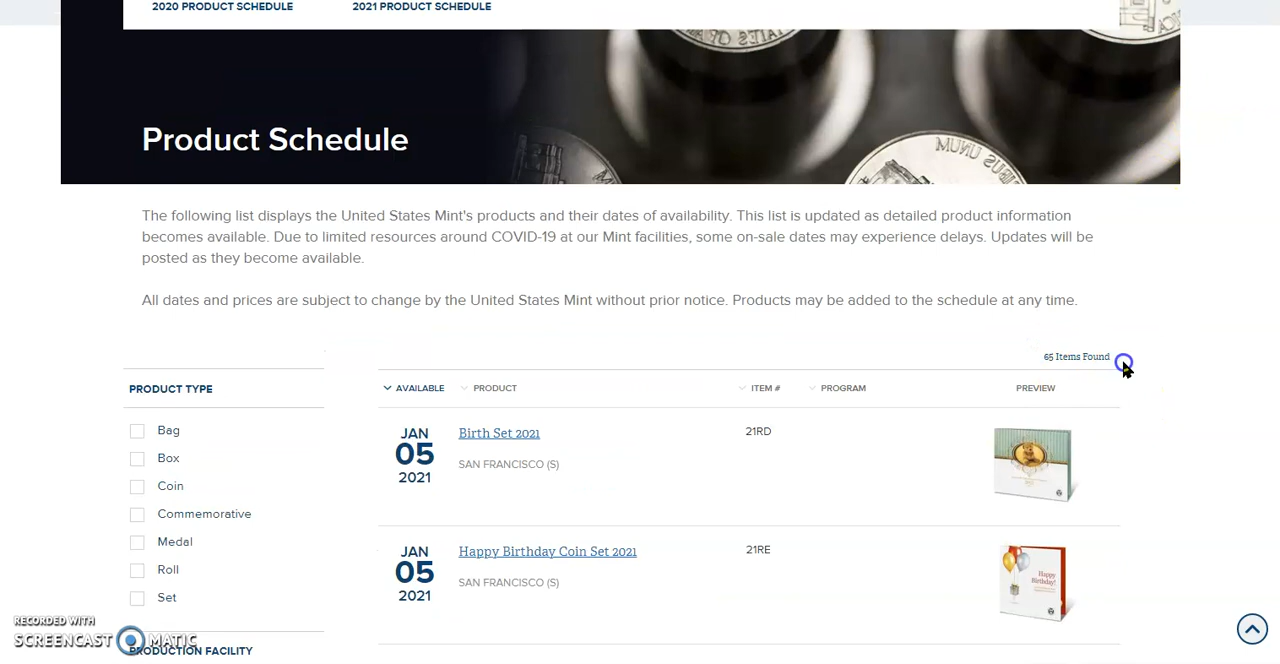 2020 PRODUCT SCHEDULE 2021 PRODUCT SCHEDULE
Product Schedule
The following list displays the United States Mint's products and their dates of availability. This list is updated as detailed product information
becomes available. Due to limited resources around COVID-19 at our Mint facilities, some on-sale dates may experience delays. Updates will be
posted as they become available.
All dates and prices are subject to change by the United States Mint without prior notice. Products may be added to the schedule at any time.
65 Items Found
PRODUCT TYPE
Bag
Box
Coin
Commemorative
Medal
Roll
Set
PRODUCTION FACILITY
AVAILABLE PRODUCT ITEM # PROGRAM PREVIEW
JAN
05
2021
Birth Set 2021
SAN FRANCISCO (S)
21RD
JAN
05
2021
Happy Birthday Coin Set 2021
SAN FRANCISCO (S)
21RE
Happy
Birthday!
RECORDED WITH
SCREENCAST MATIC